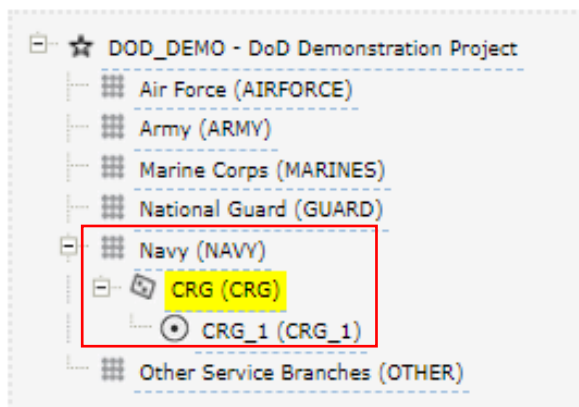 DOD_DEMO - DoD Demonstration Project
Air Force (AIRFORCE)
Army (ARMY)
Marine Corps (MARINES)
National Guard (GUARD)
Navy (NAVY)
CRG (CRG)
CRG_1 (CRG_1)
Other Service Branches (OTHER)